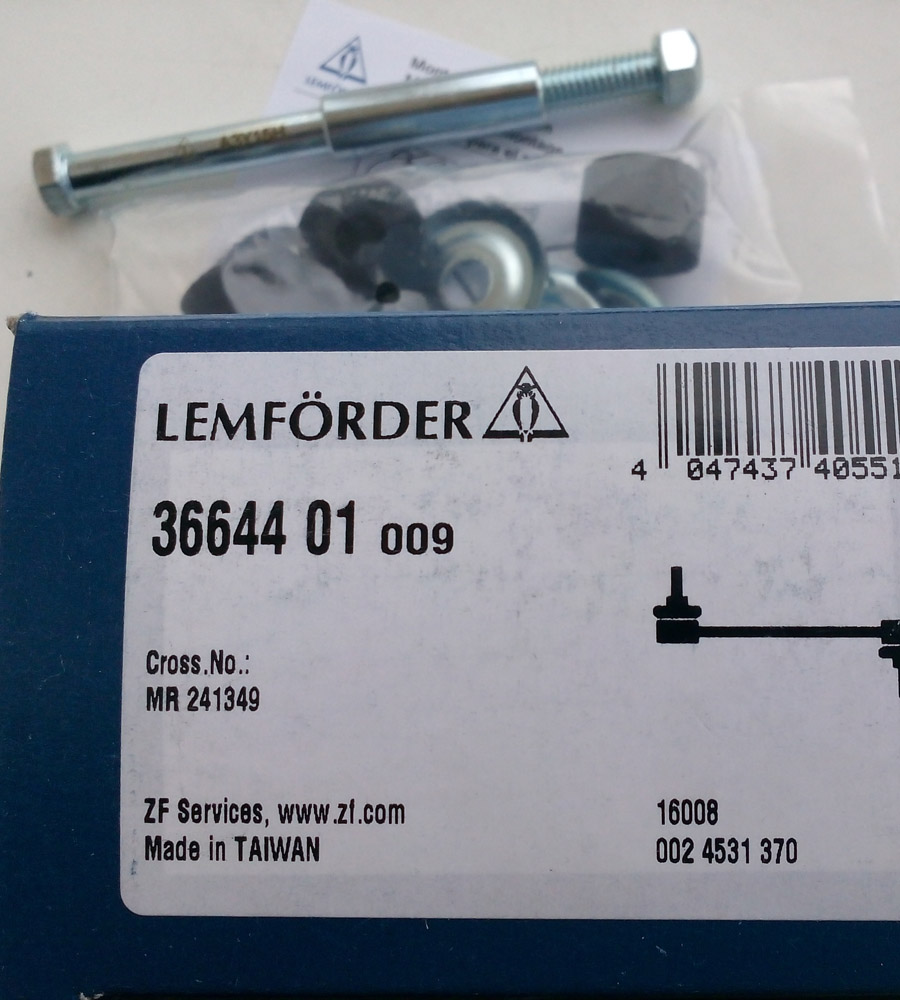 A3Y15H
LEMFÖRDER
4 047437 40551
36644 01 009
Cross.No.:
MR 241349
ZF Services, www.zf.com
Made in TAIWAN
16008
002 4531 370